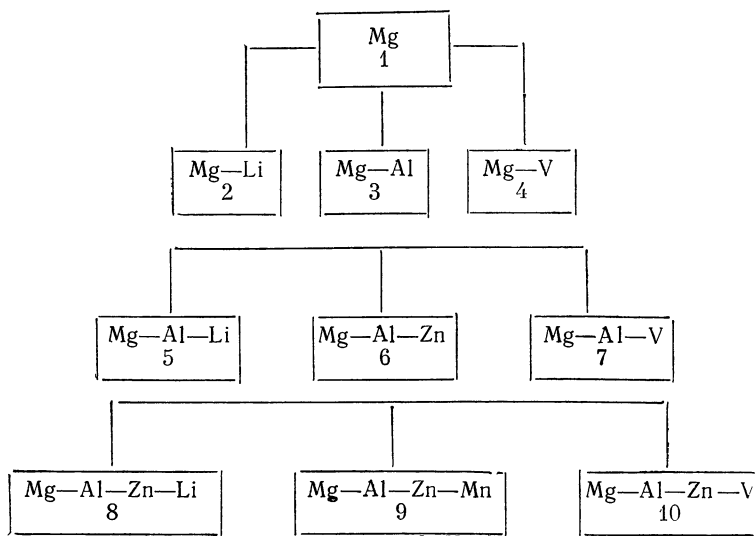 Mg
1
Mg—Li
2
Mg—Al
3
Mg—V
4
Mg—Al—Li
5
Mg—Al—Zn
6
Mg—Al—V
7
Mg—Al—Zn—Li
8
Mg—Al—Zn—Mn
9
Mg—Al—Zn—V
10